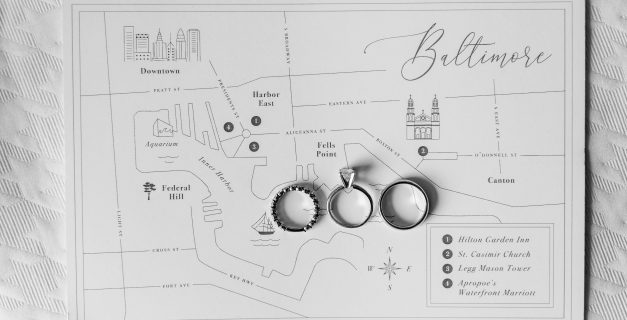 Baltimore
Downtown
S BROADWAY
PRESIDENTS ST
PRATT ST
Harbor
East
EASTERN AVE
4
1
3
ALICEANNA ST
Aquarium
Fells
Point
BOSTON ST
2
O'DONNELL ST
S EAST AVE
Canton
Inner Harbor
Federal
Hill
LIGHT ST
CROSS ST
KEY HWY
FORT AVE
N
W E
S
1 Hilton Garden Inn
2 St. Casimir Church
3 Legg Mason Tower
4 Apropoe's
Waterfront Marriott